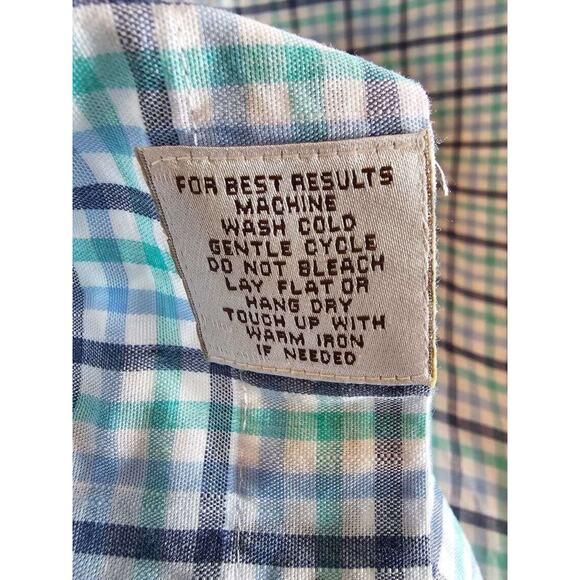 FOR BEST RESULTS
MACHINE
WASH COLD
GENTLE CYCLE
DO NOT BLEACH
LAY FLAT OR
HANG DRY
TOUCH UP WITH
WARM IRON
IF NEEDED